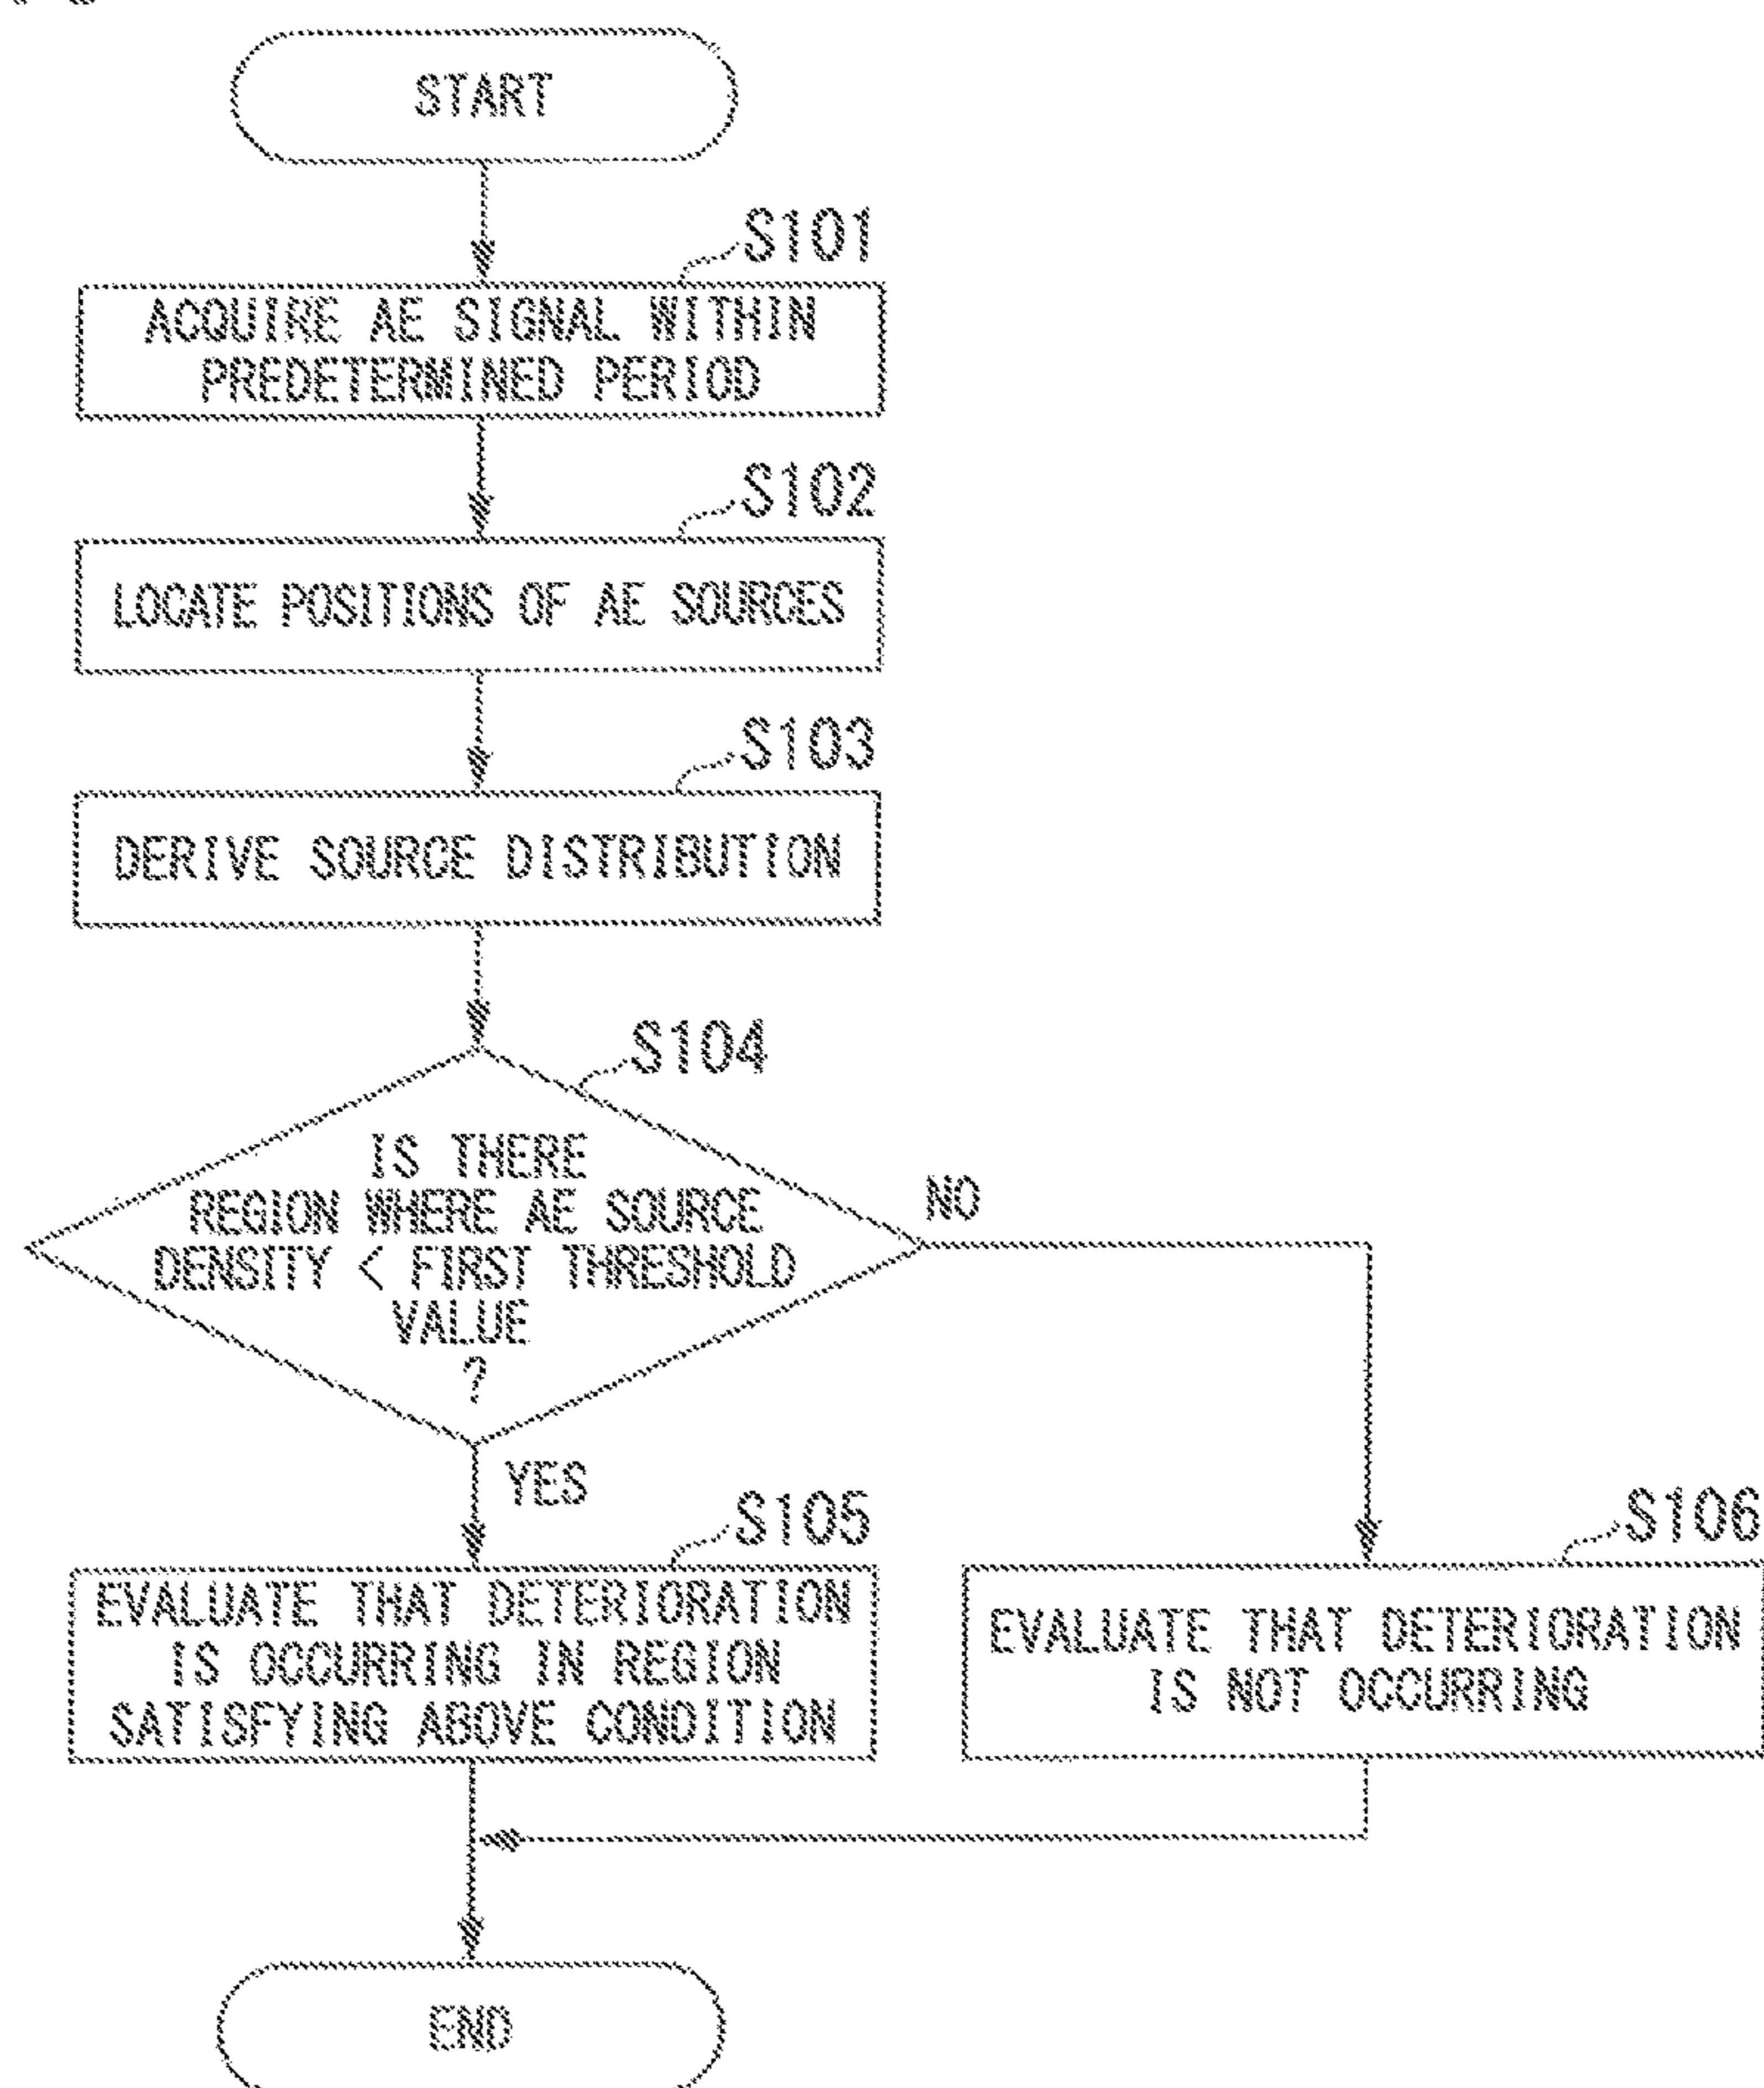 START
S101
ACQUIRE AE SIGNAL WITHIN
PREDETERMINED PERIOD
S102
LOCATE POSITIONS OF AE SOURCES
S103
DERIVE SOURCE DISTRIBUTION
S104
IS THERE
REGION WHERE AE SOURCE
DENSITY < FIRST THRESHOLD
VALUE
?
NO
YES
S105
EVALUATE THAT DETERIORATION
IS OCCURRING IN REGION
SATISFYING ABOVE CONDITION
S106
EVALUATE THAT DETERIORATION
IS NOT OCCURRING
END